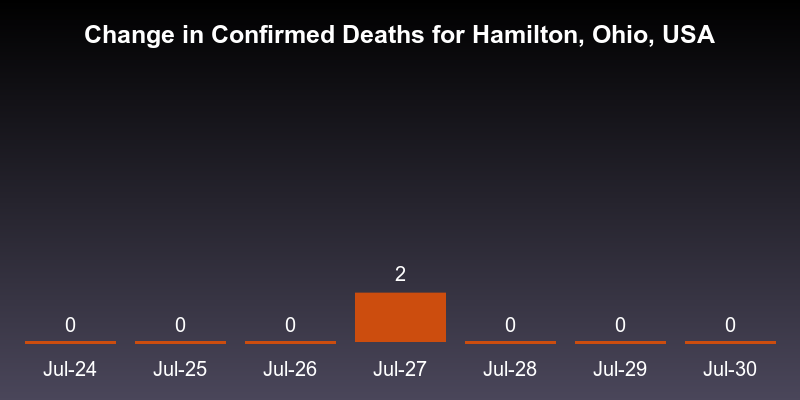 Change in Confirmed Deaths for Hamilton, Ohio, USA
2
0 0 0 0 0 0
Jul-24 Jul-25 Jul-26 Jul-27 Jul-28 Jul-29 Jul-30